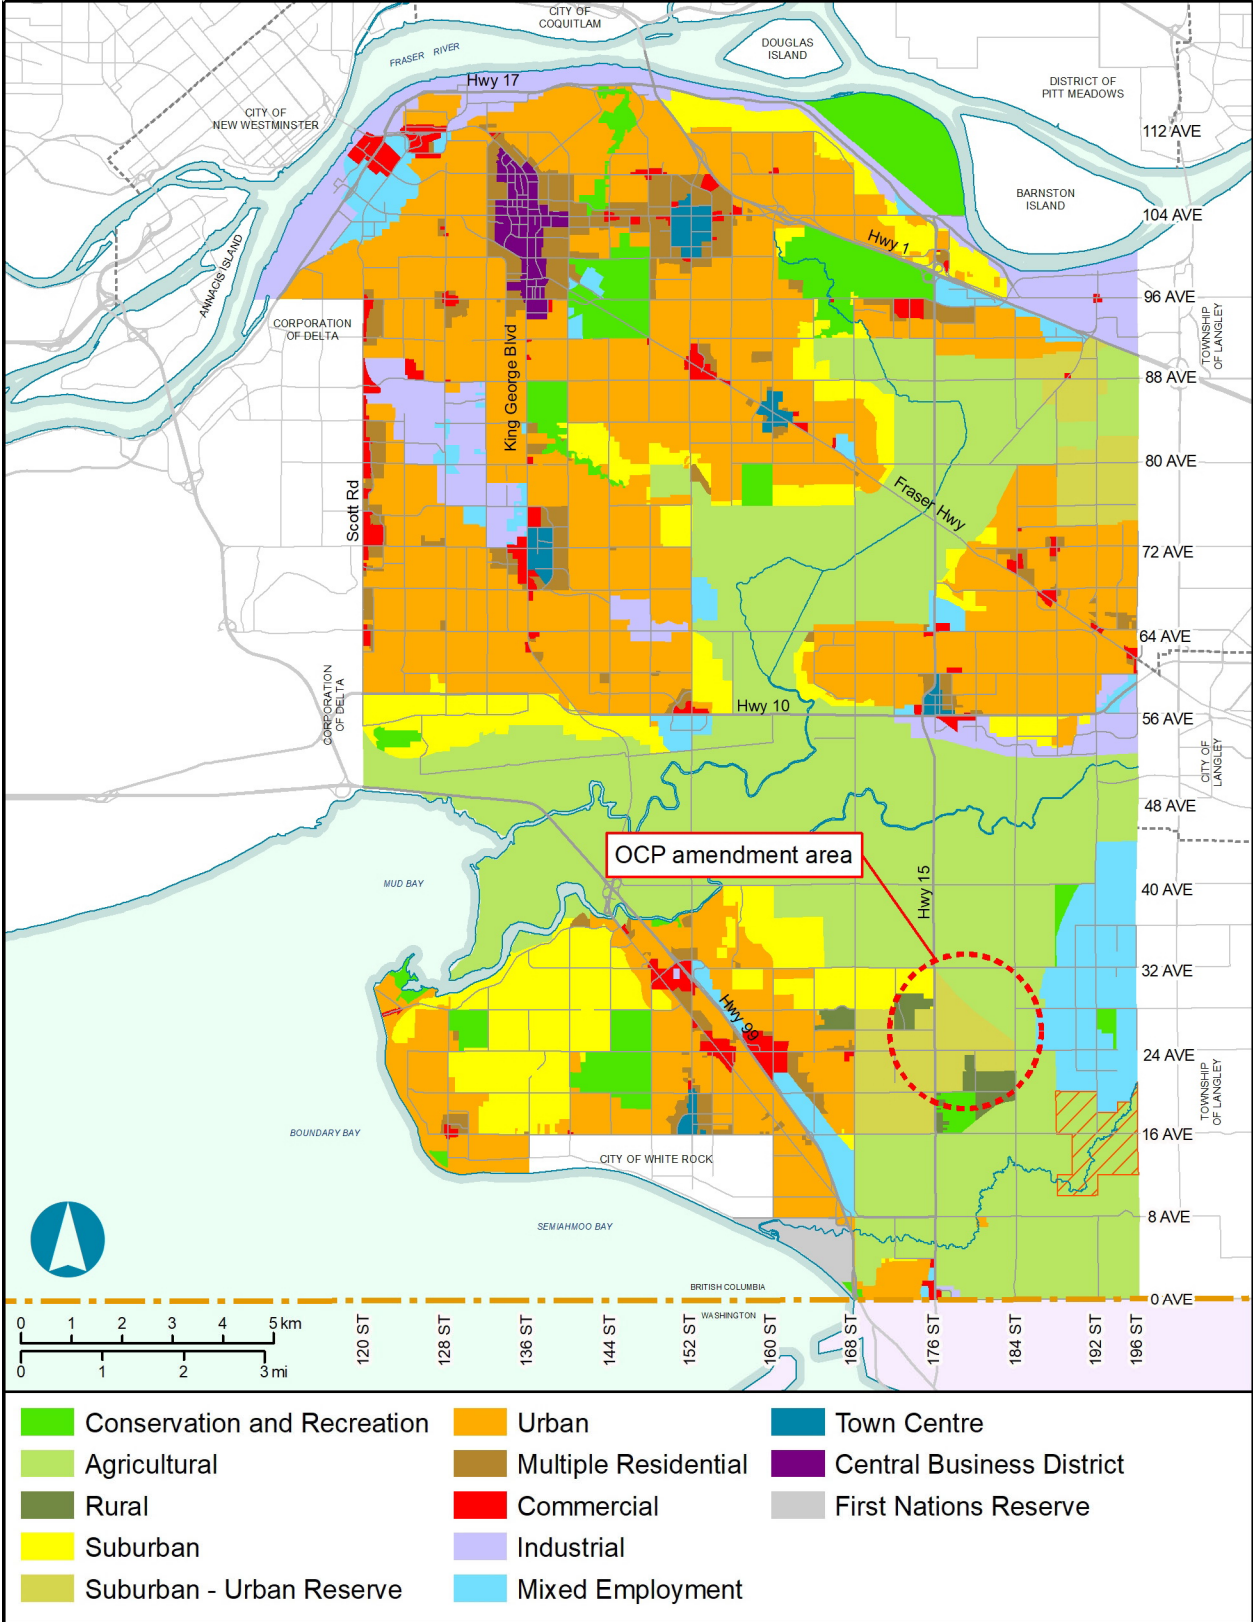 CITY OF
COQUITLAM
FRASER RIVER
DOUGLAS
ISLAND
Hwy 17
DISTRICT OF
PITT MEADOWS
CITY OF
NEW WESTMINSTER
112 AVE
BARNSTON
ISLAND
104 AVE
Hwy 1
ANNACIS ISLAND
96 AVE
CORPORATION
OF DELTA
TOWNSHIP
OF LANGLEY
King George Blvd
88 AVE
80 AVE
Scott Rd
Fraser Hwy
72 AVE
64 AVE
CORPORATION
OF DELTA
Hwy 10
56 AVE
CITY OF
LANGLEY
48 AVE
OCP amendment area
MUD BAY
Hwy 15
40 AVE
32 AVE
Hwy 99
24 AVE
TOWNSHIP
OF LANGLEY
BOUNDARY BAY
16 AVE
CITY OF WHITE ROCK
8 AVE
SEMIAHMOO BAY
BRITISH COLUMBIA
0 AVE
WASHINGTON
0 1 2 3 4 5 km
0 1 2 3 mi
120 ST
128 ST
136 ST
144 ST
152 ST
160 ST
168 ST
176 ST
184 ST
192 ST
196 ST
Conservation and Recreation
Agricultural
Rural
Suburban
Suburban - Urban Reserve
Urban
Multiple Residential
Commercial
Industrial
Mixed Employment
Town Centre
Central Business District
First Nations Reserve